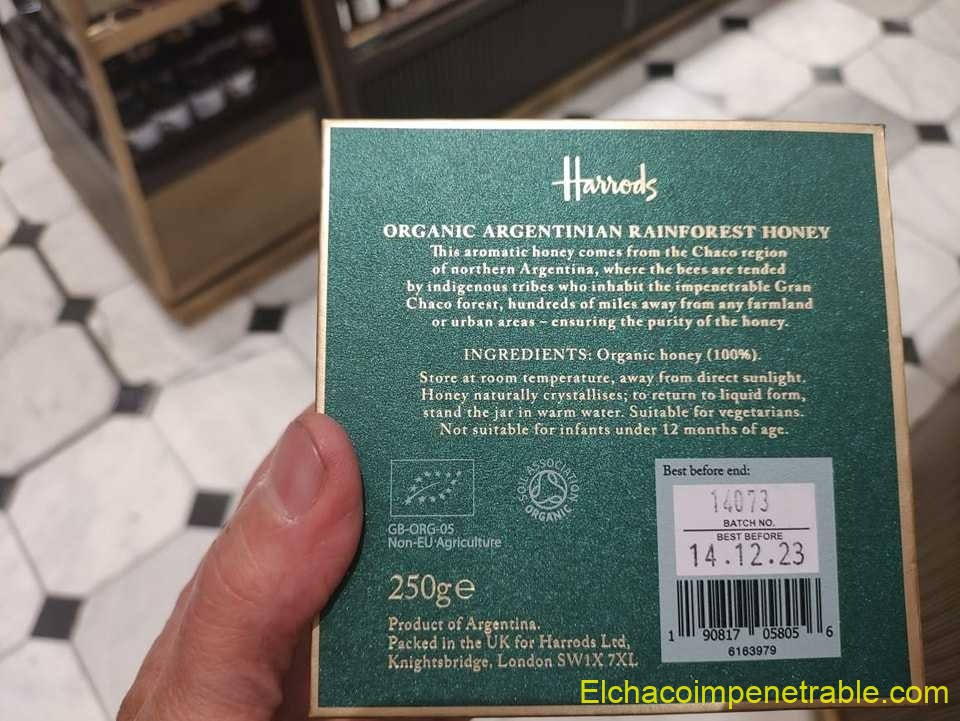 Harrods
ORGANIC ARGENTINIAN RAINFOREST HONEY
This aromatic honey comes from the Chaco region
of northern Argentina, where the bees are tended
by indigenous tribes who inhabit the impenetrable Gran
Chaco forest, hundreds of miles away from any farmland
or urban areas – ensuring the purity of the honey.
INGREDIENTS: Organic honey (100%).
Store at room temperature, away from direct sunlight.
Honey naturally crystallises; to return to liquid form,
stand the jar in warm water. Suitable for vegetarians.
Not suitable for infants under 12 months of age.
SOIL ASSOCIATION
ORGANIC
GB-ORG-05
Non-EU Agriculture
250g℮
Product of Argentina.
Packed in the UK for Harrods Ltd,
Knightsbridge, London SW1X 7XL
Best before end:
14073
BATCH NO.
BEST BEFORE
14.12.23
1 90817 05805 6
6163979
Elchacoimpenetrable.com